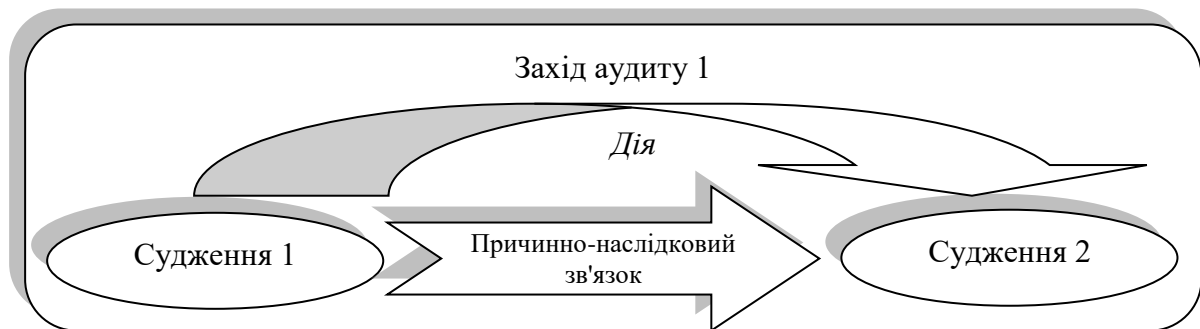 Захід аудиту 1
Дія
Судження 1
Причинно-наслідковий
зв'язок
Судження 2